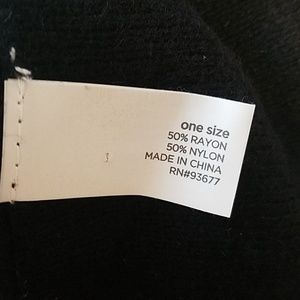 one size
50% RAYON
50% NYLON
MADE IN CHINA
RN#93677